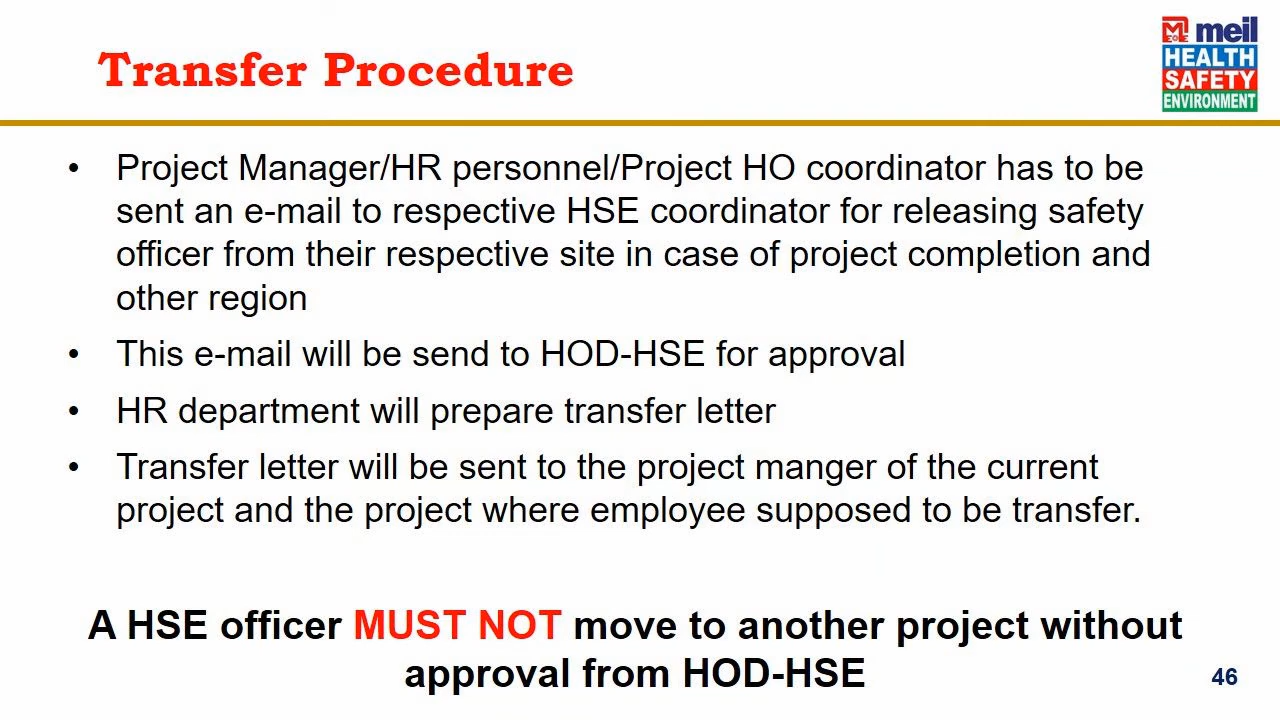 Transfer Procedure
meil
HEALTH
SAFETY
ENVIRONMENT
• Project Manager/HR personnel/Project HO coordinator has to be
sent an e-mail to respective HSE coordinator for releasing safety
officer from their respective site in case of project completion and
other region
• This e-mail will be send to HOD-HSE for approval
• HR department will prepare transfer letter
• Transfer letter will be sent to the project manger of the current
project and the project where employee supposed to be transfer.
A HSE officer MUST NOT move to another project without
approval from HOD-HSE
46